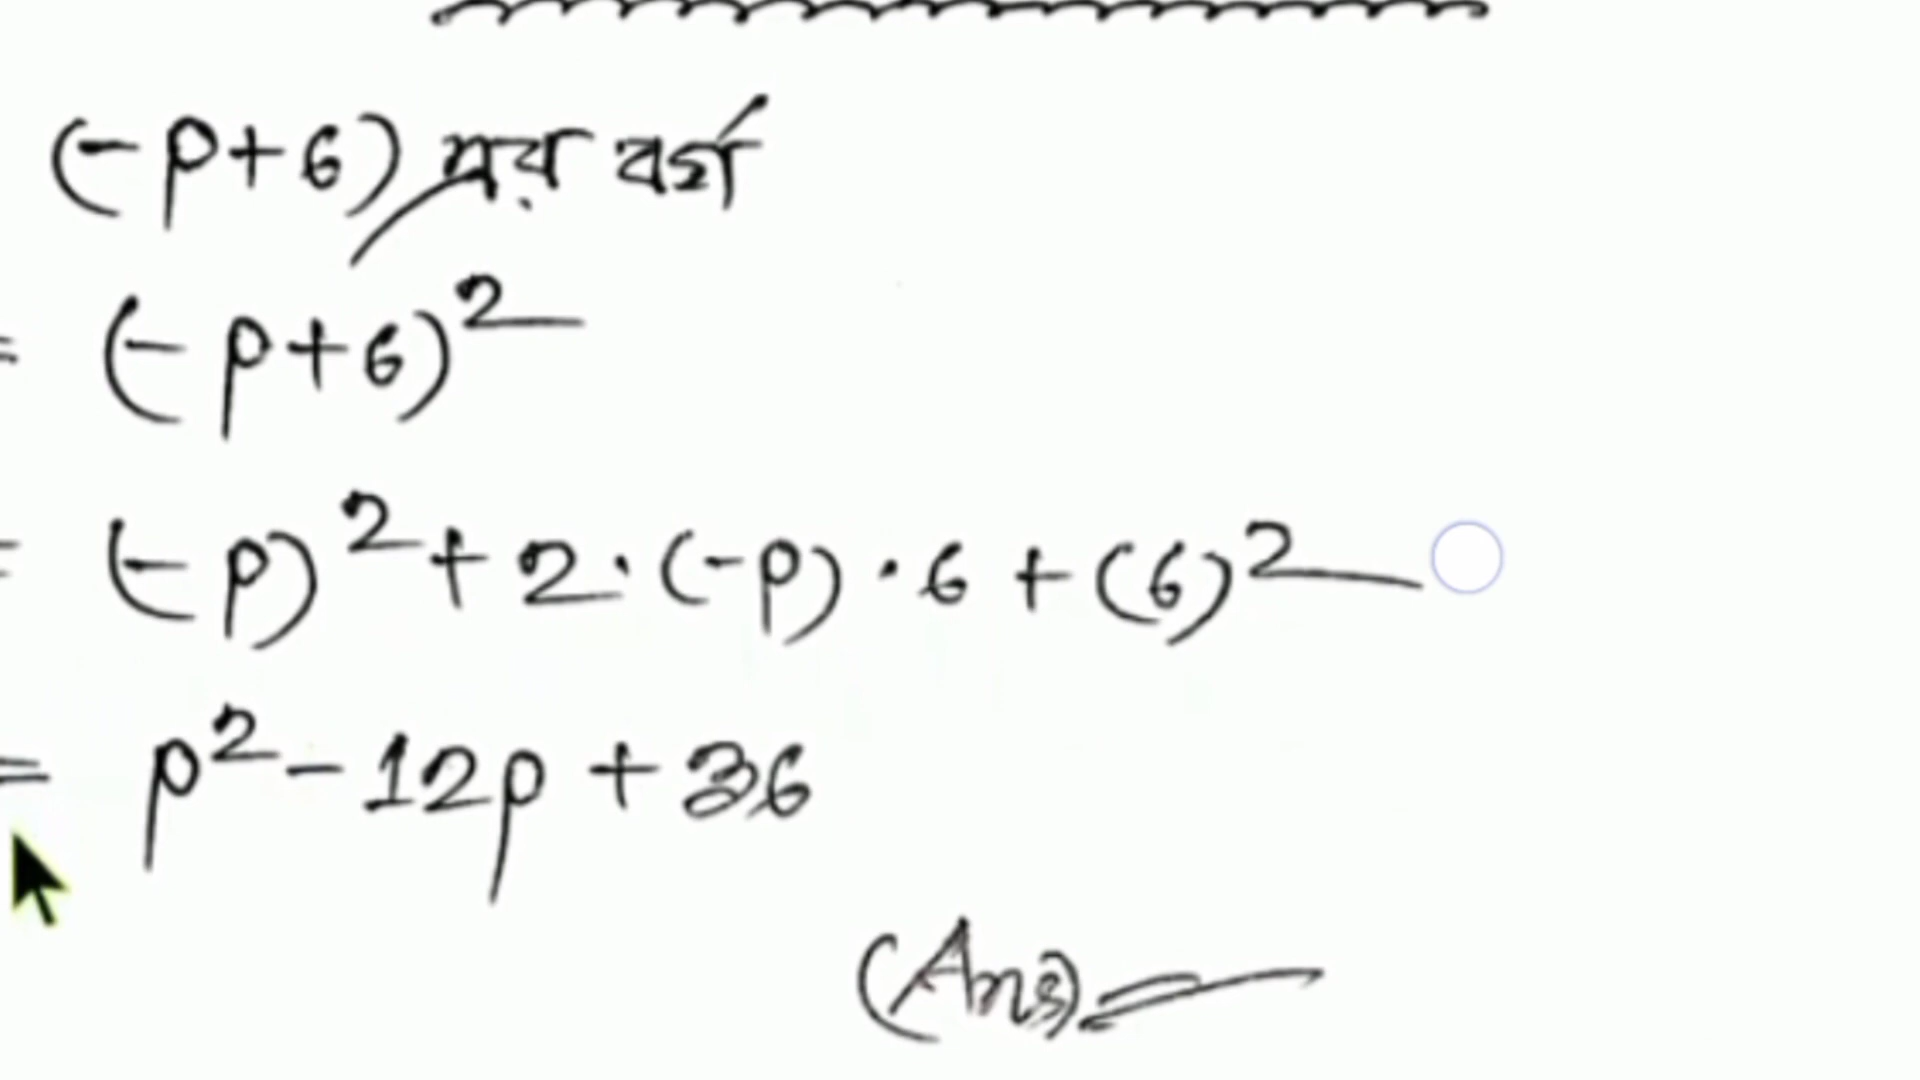 (-p+6) এর বর্গ
= (-p+6)²
= (-p)²+2·(-p)·6+(6)²
= p²-12p+36
(Ans)